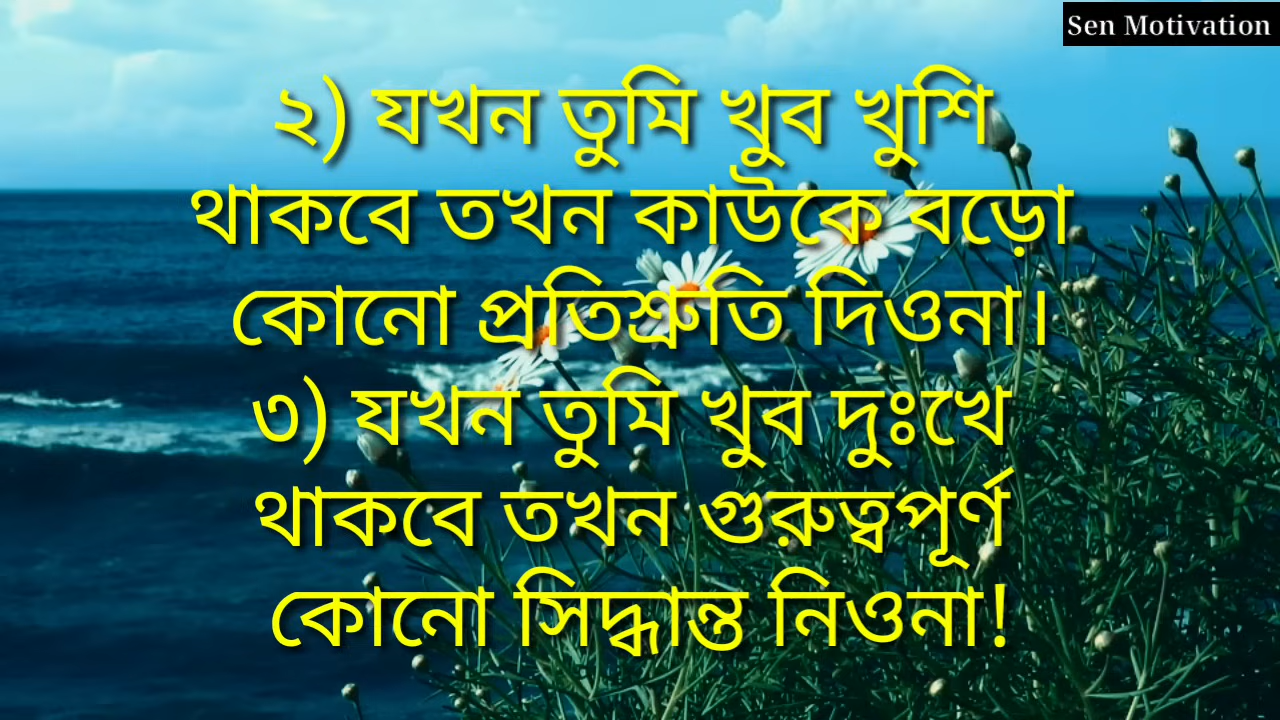 Sen Motivation
২) যখন তুমি খুব খুশি
থাকবে তখন কাউকে বড়ো
কোনো প্রতিশ্রুতি দিওনা।
৩) যখন তুমি খুব দুঃখে
থাকবে তখন গুরুত্বপূর্ণ
কোনো সিদ্ধান্ত নিওনা!